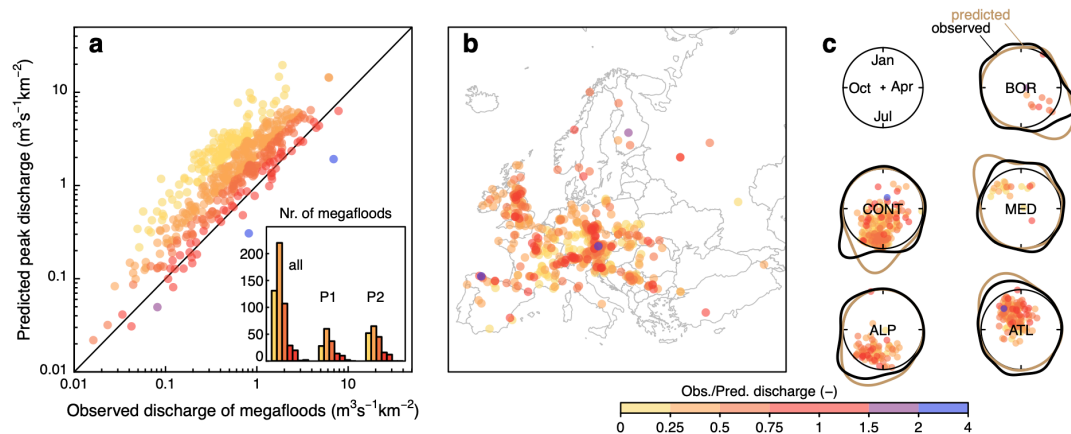 a
Predicted peak discharge (m³s⁻¹km⁻²)
10
1
0.1
0.01
0.01
0.1
1
10
Observed discharge of megafloods (m³s⁻¹km⁻²)
Nr. of megafloods
200
150
100
50
0
all
P1
P2
b
c
predicted
observed
Jan
Oct + Apr
Jul
BOR
CONT
MED
ALP
ATL
Obs./Pred. discharge (−)
0 0.25 0.5 0.75 1 1.5 2 4